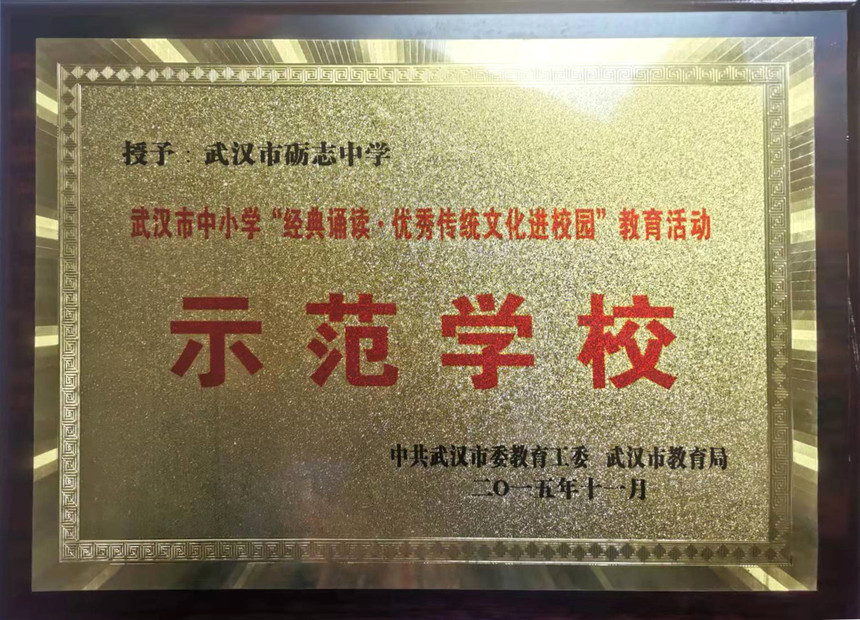 授予：武汉市砺志中学
武汉市中小学“经典诵读·优秀传统文化进校园”教育活动
示范学校
中共武汉市委教育工委 武汉市教育局
二〇一五年十一月